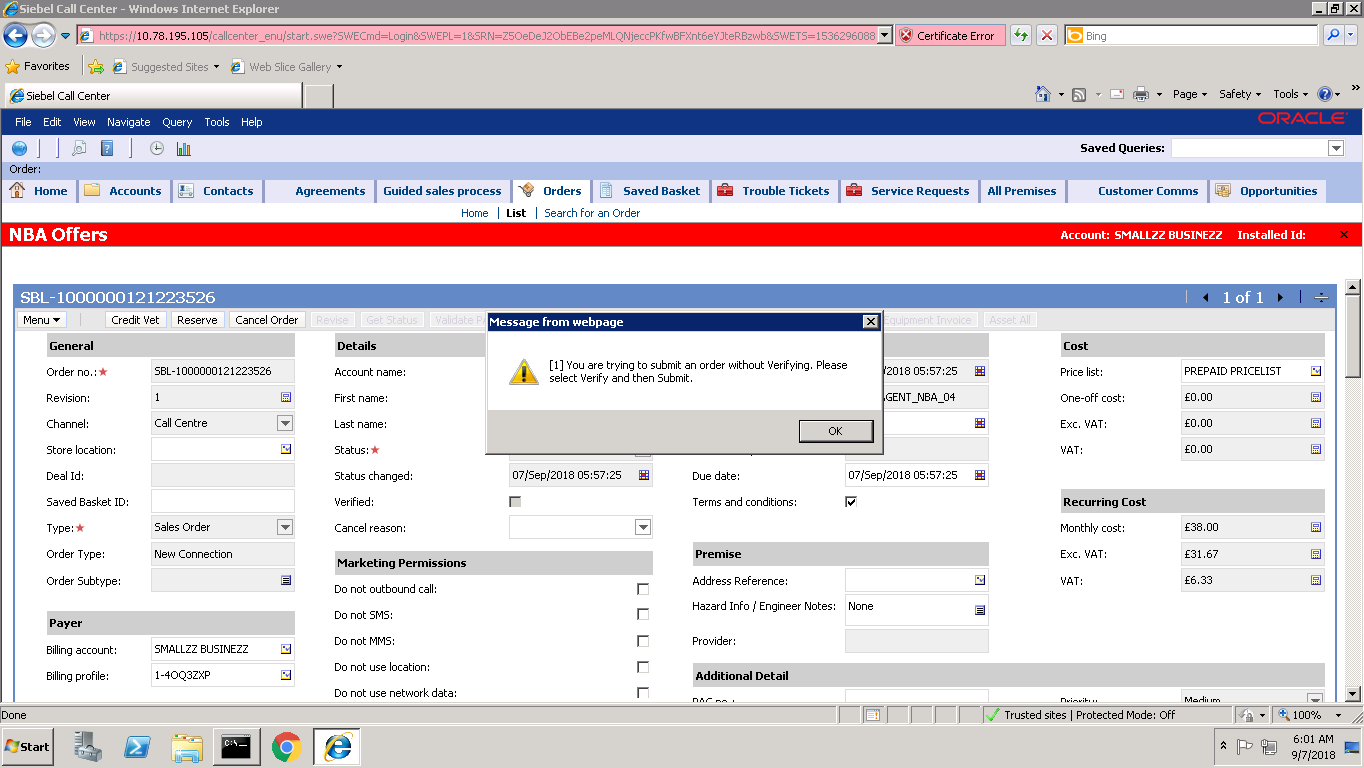 Siebel Call Center - Windows Internet Explorer
https://10.78.195.105/callcenter_enu/start.swe?SWECmd=Login&SWEPL=1&SRN=Z5OeDeJ2ObEBe2peMLQNjeccPKfwBFXnt6eYJteRBzwb&SWETS=1536296088 Certificate Error Bing
Favorites Suggested Sites Web Slice Gallery
Siebel Call Center Page Safety Tools
File Edit View Navigate Query Tools Help ORACLE
Saved Queries:
Order:
Home Accounts Contacts Agreements Guided sales process Orders Saved Basket Trouble Tickets Service Requests All Premises Customer Comms Opportunities
Home List Search for an Order
NBA Offers Account: SMALLZZ BUSINEZZ Installed Id:
SBL-1000000121223526 1 of 1
Menu Credit Vet Reserve Cancel Order Revise Get Status Validate Equipment Invoice Asset All
Message from webpage
[1] You are trying to submit an order without Verifying. Please
select Verify and then Submit.
OK
General Details Cost
Order no.: SBL-1000000121223526 Account name: /2018 05:57:25 Price list: PREPAID PRICELIST
Revision: 1 First name: AGENT_NBA_04 One-off cost: £0.00
Channel: Call Centre Last name: Exc. VAT: £0.00
Store location: Status: VAT: £0.00
Deal Id: Status changed: 07/Sep/2018 05:57:25 Due date: 07/Sep/2018 05:57:25
Saved Basket ID: Verified: Terms and conditions: Recurring Cost
Type: Sales Order Cancel reason: Monthly cost: £38.00
Order Type: New Connection Marketing Permissions Premise Exc. VAT: £31.67
Order Subtype: Do not outbound call: Address Reference: VAT: £6.33
Do not SMS: Hazard Info / Engineer Notes: None
Payer Do not MMS: Provider:
Billing account: SMALLZZ BUSINEZZ Do not use location:
Billing profile: 1-4OQ3ZXP Do not use network data: Additional Detail
PAC no.: Priority: Medium
Done Trusted sites | Protected Mode: Off 100%
Start 6:01 AM
9/7/2018